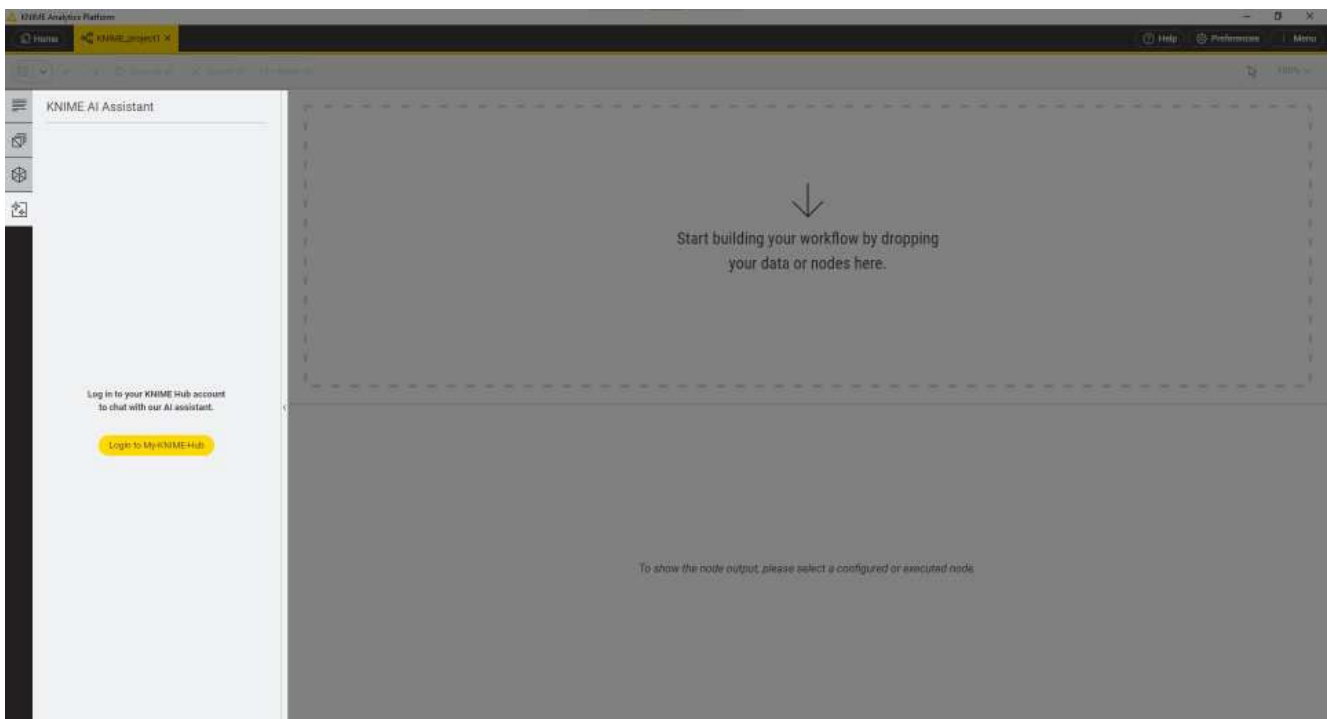 KNIME Analytics Platform
Home
KNIME_project1
Help
Preferences
Menu
100%
KNIME AI Assistant
Start building your workflow by dropping
your data or nodes here.
Log in to your KNIME Hub account
to chat with our AI assistant.
Login to My-KNIME-Hub
To show the node output, please select a configured or executed node.